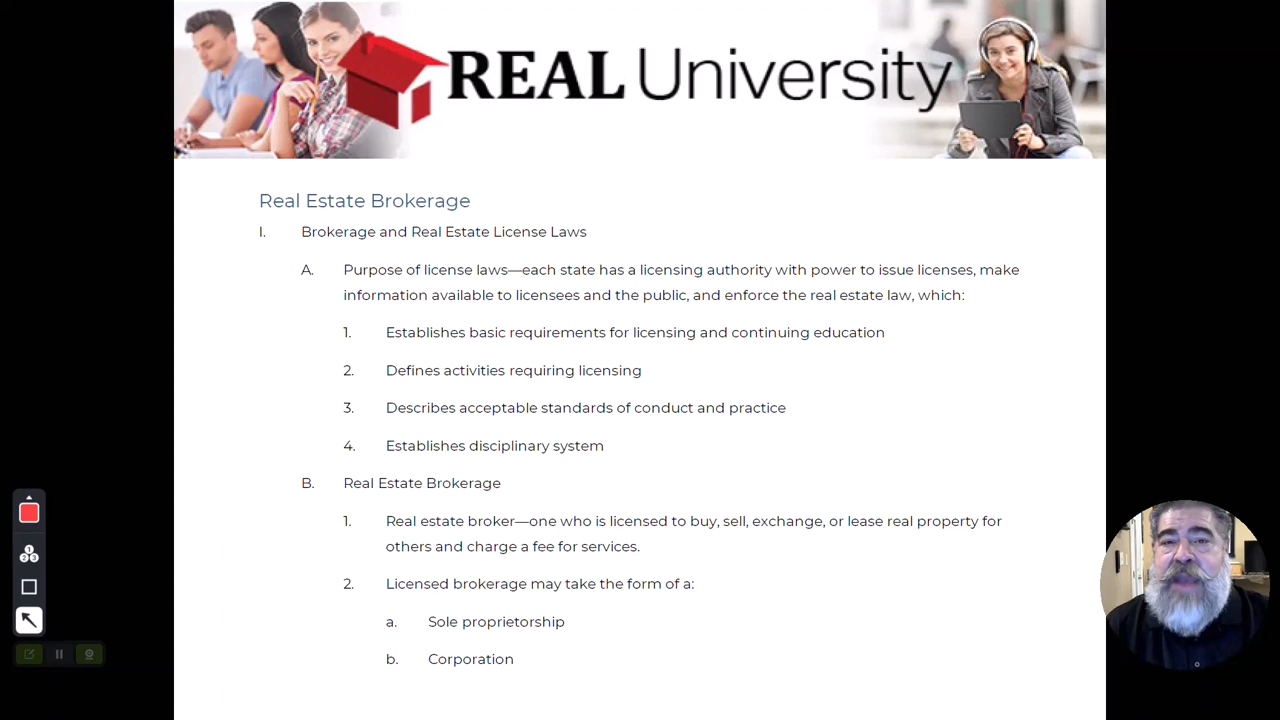 REAL University
Real Estate Brokerage
I. Brokerage and Real Estate License Laws
A. Purpose of license laws—each state has a licensing authority with power to issue licenses, make
information available to licensees and the public, and enforce the real estate law, which:
1. Establishes basic requirements for licensing and continuing education
2. Defines activities requiring licensing
3. Describes acceptable standards of conduct and practice
4. Establishes disciplinary system
B. Real Estate Brokerage
1. Real estate broker—one who is licensed to buy, sell, exchange, or lease real property for
others and charge a fee for services.
2. Licensed brokerage may take the form of a:
a. Sole proprietorship
b. Corporation